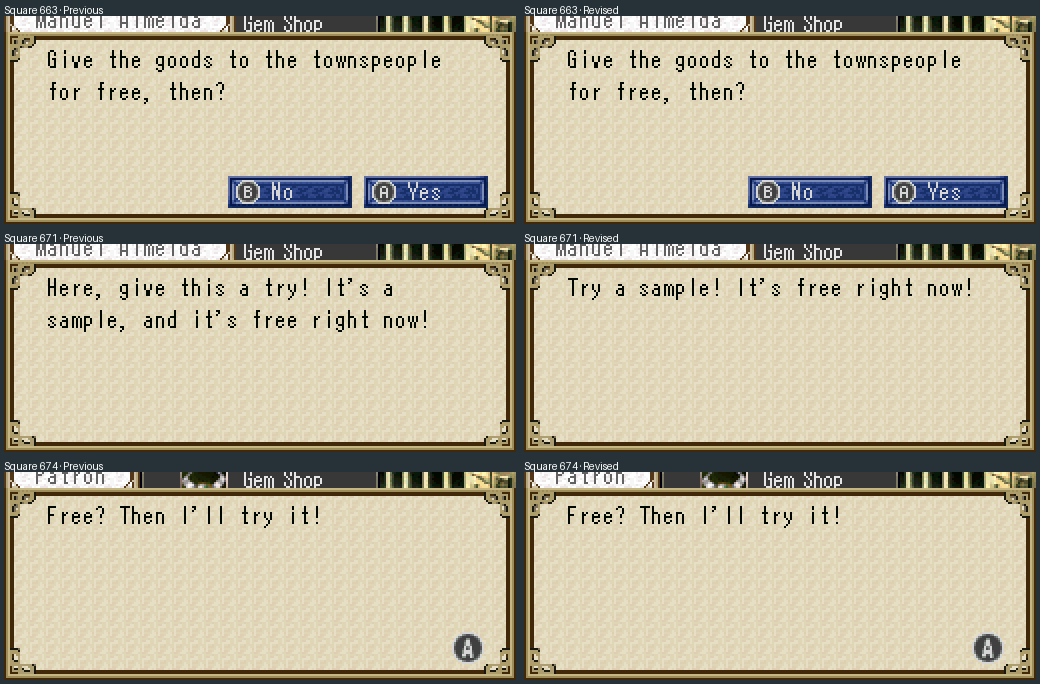 Square 663·Previous
Square 663·Revised
Manuel Almeida
Gem Shop
Manuel Almeida
Gem Shop
Give the goods to the townspeople
for free, then?
B No
A Yes
Give the goods to the townspeople
for free, then?
B No
A Yes
Square 671·Previous
Square 671·Revised
Manuel Almeida
Gem Shop
Manuel Almeida
Gem Shop
Here, give this a try! It's a
sample, and it's free right now!
Try a sample! It's free right now!
Square 674·Previous
Square 674·Revised
Patron
Gem Shop
Patron
Gem Shop
Free? Then I'll try it!
A
Free? Then I'll try it!
A